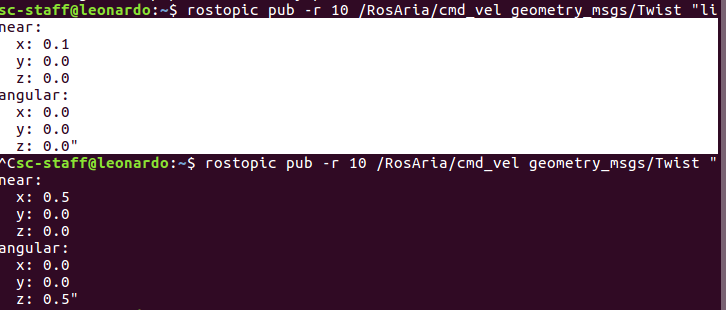 sc-staff@leonardo:~$ rostopic pub -r 10 /RosAria/cmd_vel geometry_msgs/Twist "li
near:
  x: 0.1
  y: 0.0
  z: 0.0
angular:
  x: 0.0
  y: 0.0
  z: 0.0"
^Csc-staff@leonardo:~$ rostopic pub -r 10 /RosAria/cmd_vel geometry_msgs/Twist "
near:
  x: 0.5
  y: 0.0
  z: 0.0
angular:
  x: 0.0
  y: 0.0
  z: 0.5"